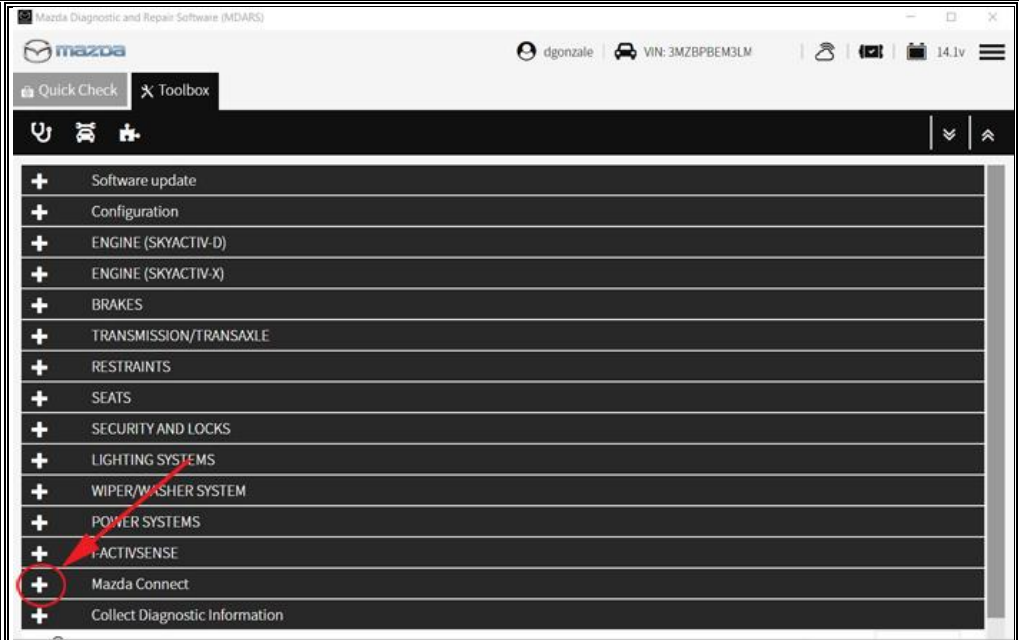 Mazda Diagnostic and Repair Software (MDARS)
mazda dgonzale VIN: 3MZBPBEM3LM 14.1v
Quick Check Toolbox
Software update
Configuration
ENGINE (SKYACTIV-D)
ENGINE (SKYACTIV-X)
BRAKES
TRANSMISSION/TRANSAXLE
RESTRAINTS
SEATS
SECURITY AND LOCKS
LIGHTING SYSTEMS
WIPER/WASHER SYSTEM
POWER SYSTEMS
I-ACTIVSENSE
Mazda Connect
Collect Diagnostic Information